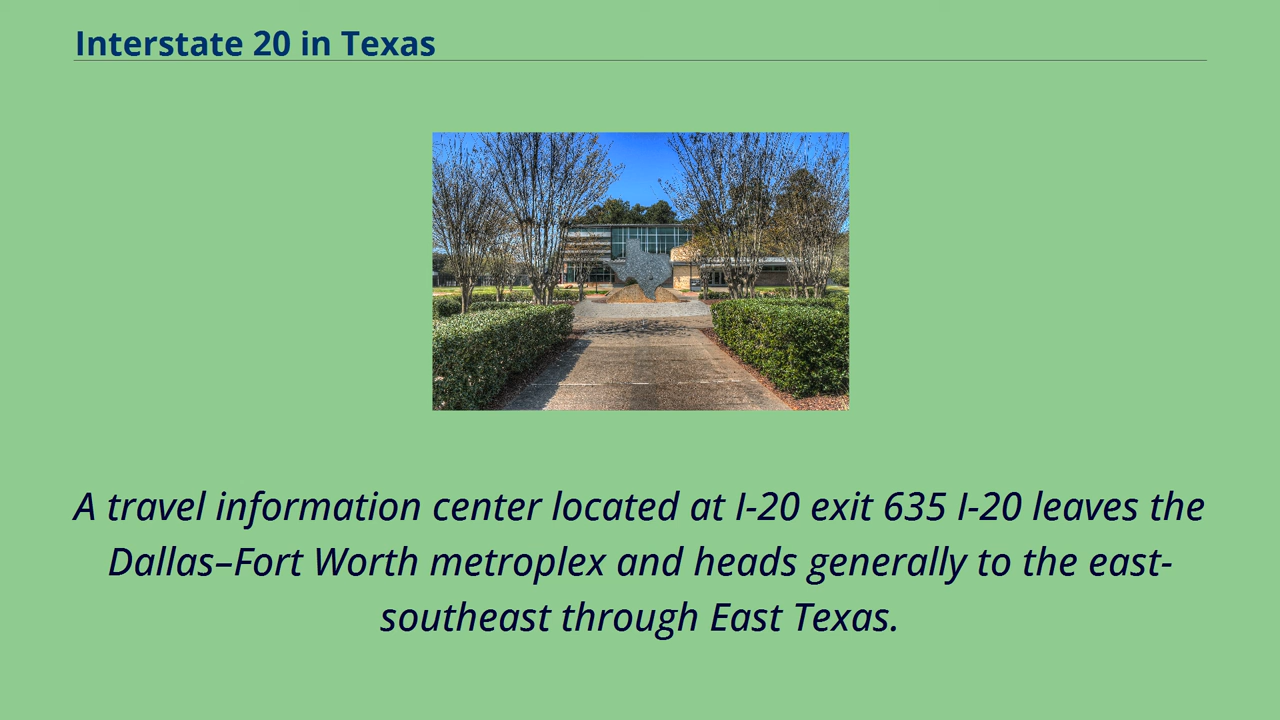 Interstate 20 in Texas
A travel information center located at I-20 exit 635 I-20 leaves the
Dallas–Fort Worth metroplex and heads generally to the east-
southeast through East Texas.